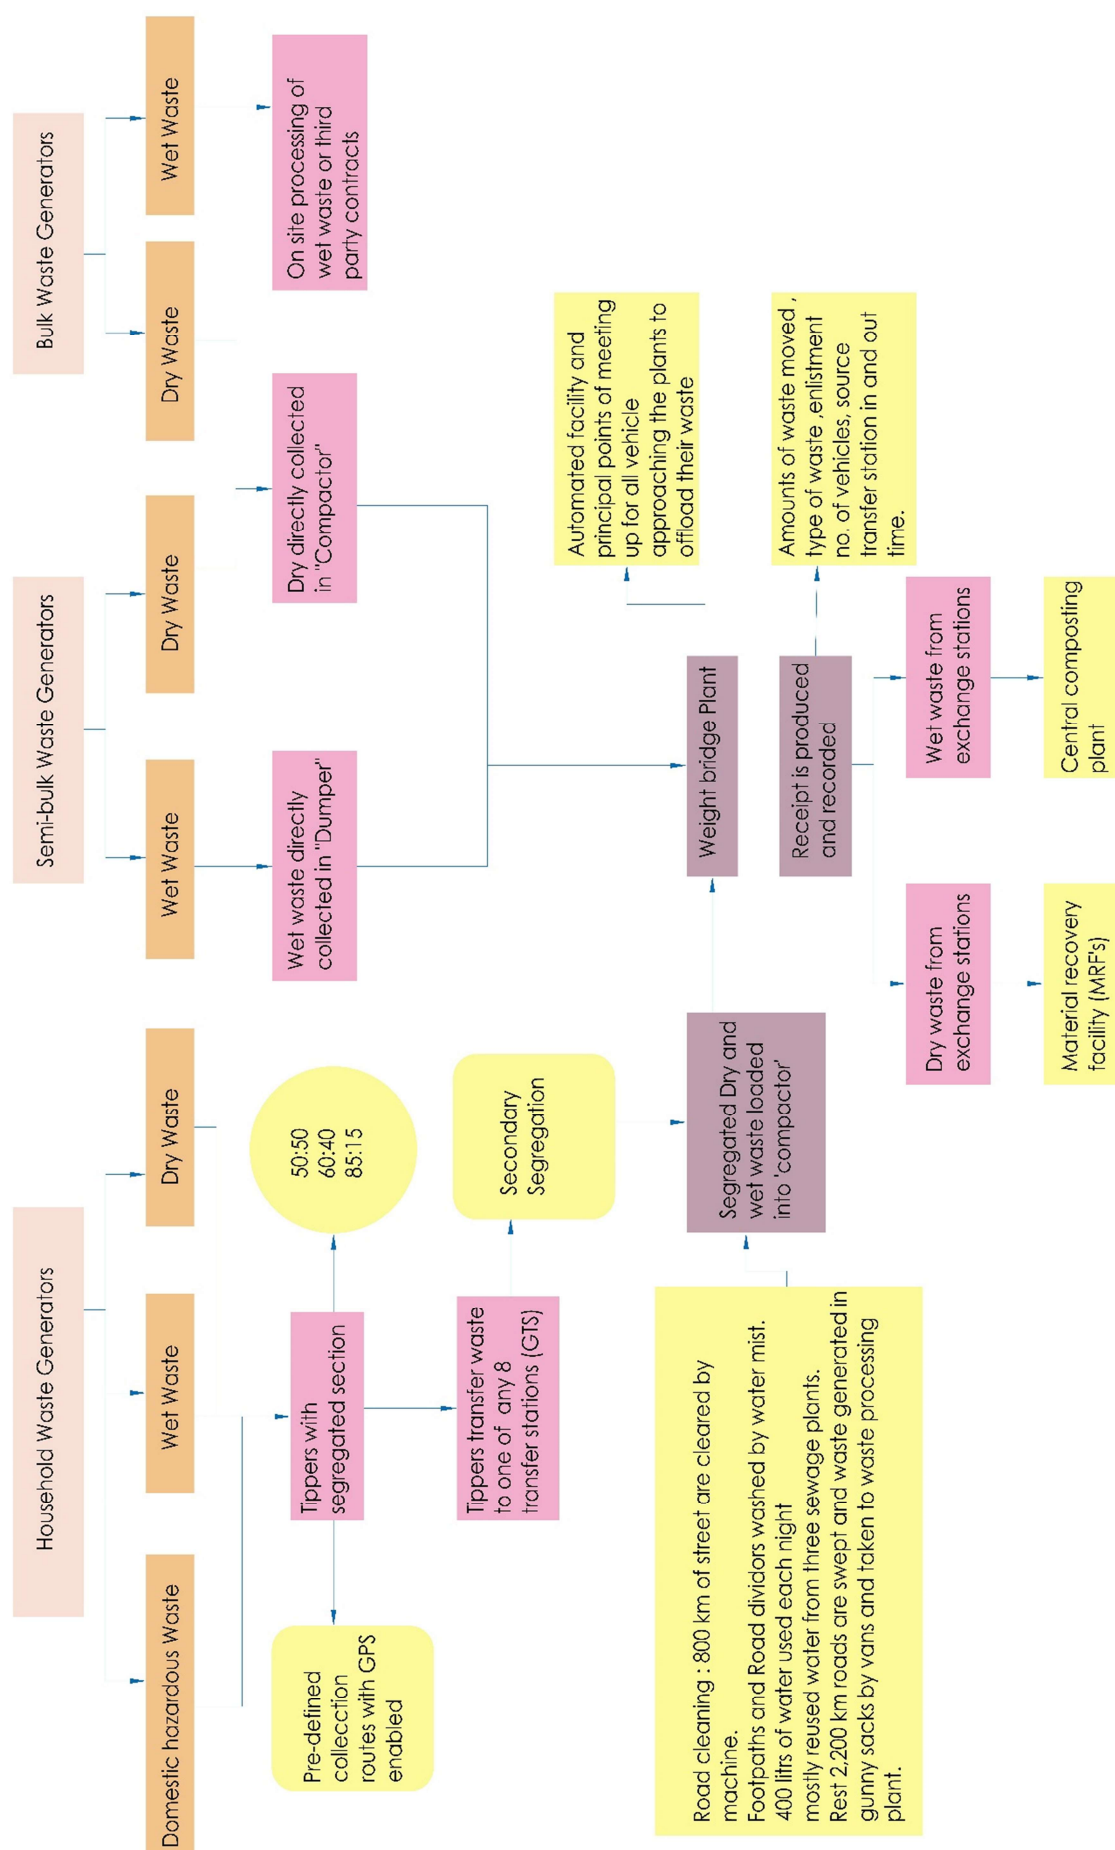 Household Waste Generators
Semi-bulk Waste Generators
Bulk Waste Generators
Domestic hazardous Waste
Wet Waste
Dry Waste
Wet Waste
Dry Waste
Dry Waste
Wet Waste
Pre-defined
collecction
routes with GPS
enabled
Tippers with
segregated section
50:50
60:40
85:15
Wet waste directly
collected in "Dumper"
Dry directly collected
in "Compactor"
On site processing of
wet waste or third
party contracts
Tippers transfer waste
to one of any 8
transfer stations (GTS)
Secondary
Segregation
Automated facility and
principal points of meeting
up for all vehicle
approaching the plants to
offload their waste
Road cleaning : 800 km of street are cleared by
machine.
Footpaths and Road dividors washed by water mist.
400 litrs of water used each night
mostly reused water from three sewage plants.
Rest 2,200 km roads are swept and waste generated in
gunny sacks by vans and taken to waste processing
plant.
Segregated Dry and
wet waste loaded
into 'compactor'
Weight bridge Plant
Receipt is produced
and recorded
Amounts of waste moved ,
type of waste ,enlistment
no. of vehicles, source
transfer station in and out
time.
Dry waste from
exchange stations
Wet waste from
exchange stations
Material recovery
facility (MRF's)
Central composting
plant